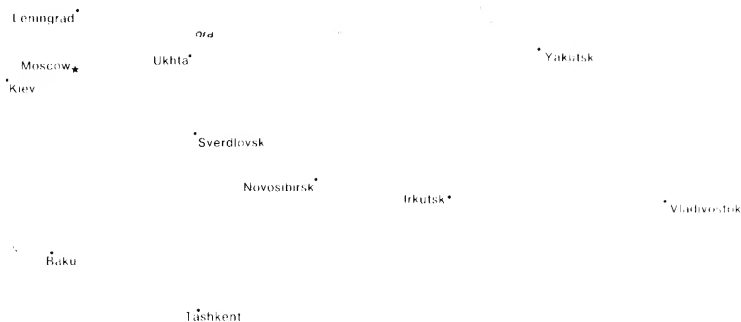 Leningrad
Ukhta
Yakutsk
Moscow
Kiev
Sverdlovsk
Novosibirsk
Irkutsk
Vladivostok
Baku
Tashkent